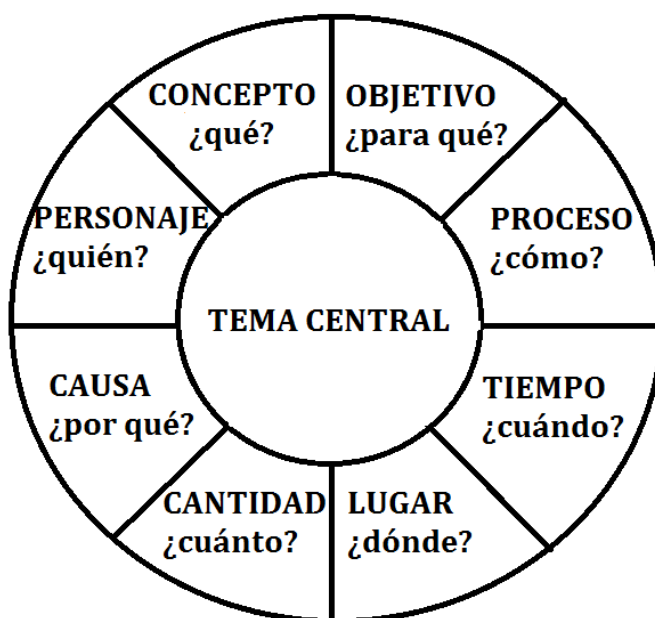 CONCEPTO
¿qué?
OBJETIVO
¿para qué?
PERSONAJE
¿quién?
PROCESO
¿cómo?
TEMA CENTRAL
CAUSA
¿por qué?
TIEMPO
¿cuándo?
CANTIDAD
¿cuánto?
LUGAR
¿dónde?